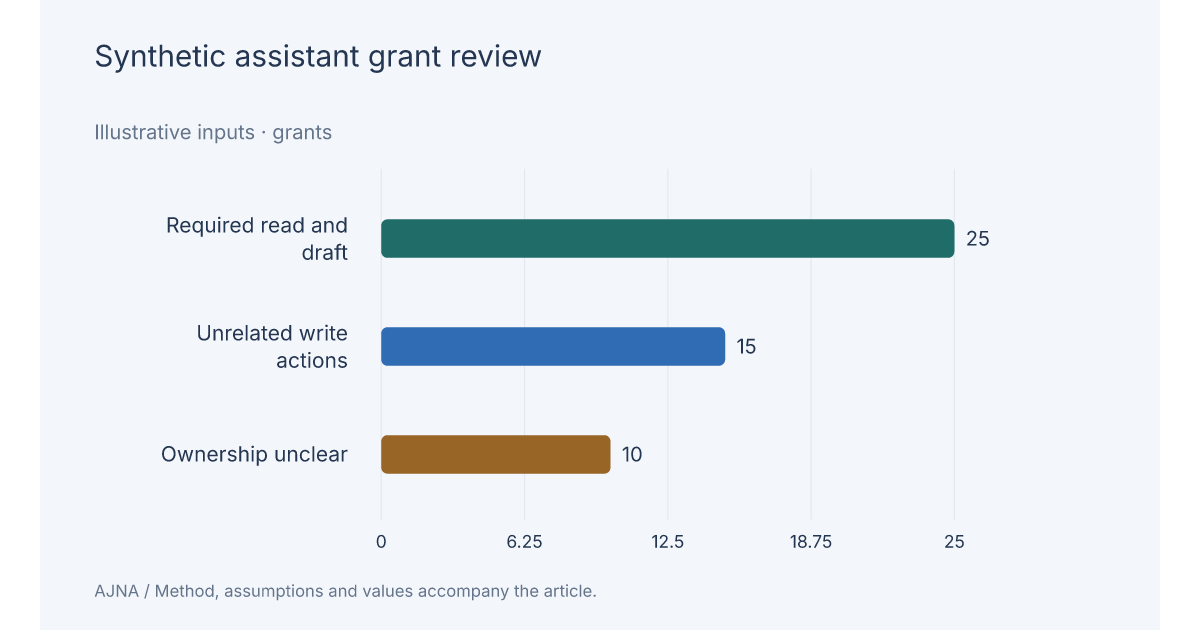 Synthetic assistant grant review
Illustrative inputs · grants
Required read and
draft
25
Unrelated write
actions
15
Ownership unclear
10
0 6.25 12.5 18.75 25
AJNA / Method, assumptions and values accompany the article.